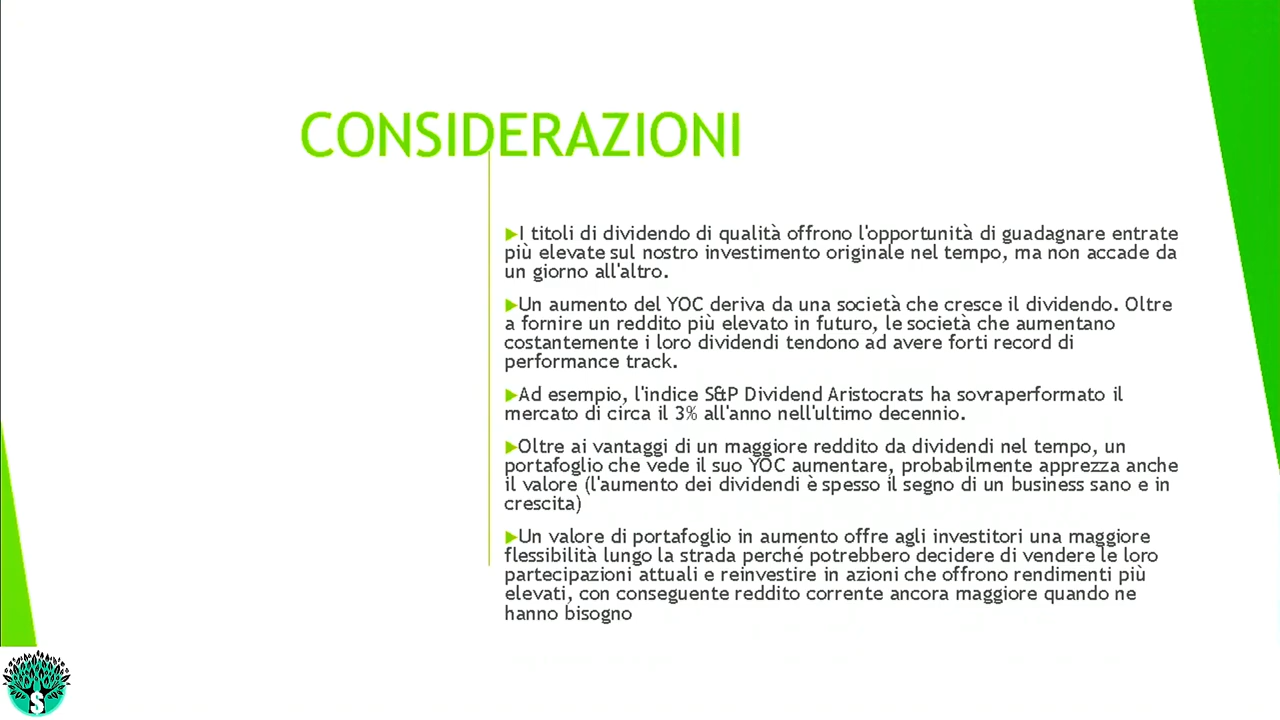 CONSIDERAZIONI
I titoli di dividendo di qualità offrono l'opportunità di guadagnare entrate
più elevate sul nostro investimento originale nel tempo, ma non accade da
un giorno all'altro.
Un aumento del YOC deriva da una società che cresce il dividendo. Oltre
a fornire un reddito più elevato in futuro, le società che aumentano
costantemente i loro dividendi tendono ad avere forti record di
performance track.
Ad esempio, l'indice S&P Dividend Aristocrats ha sovraperformato il
mercato di circa il 3% all'anno nell'ultimo decennio.
Oltre ai vantaggi di un maggiore reddito da dividendi nel tempo, un
portafoglio che vede il suo YOC aumentare, probabilmente apprezza anche
il valore (l'aumento dei dividendi è spesso il segno di un business sano e in
crescita)
Un valore di portafoglio in aumento offre agli investitori una maggiore
flessibilità lungo la strada perché potrebbero decidere di vendere le loro
partecipazioni attuali e reinvestire in azioni che offrono rendimenti più
elevati, con conseguente reddito corrente ancora maggiore quando ne
hanno bisogno
$